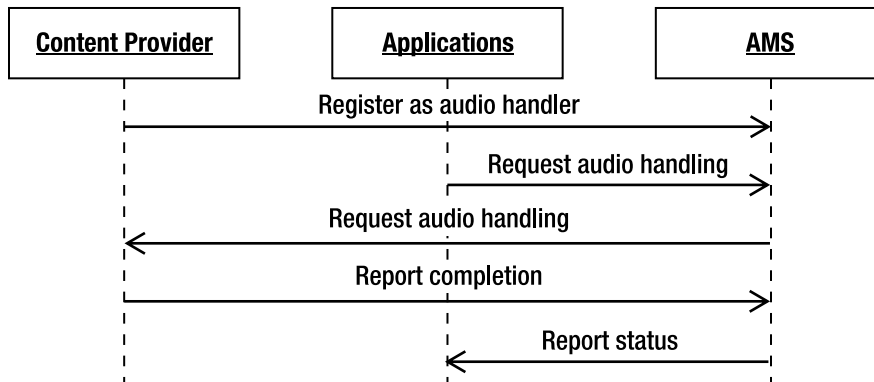 Content Provider
Applications
AMS
Register as audio handler
Request audio handling
Request audio handling
Report completion
Report status